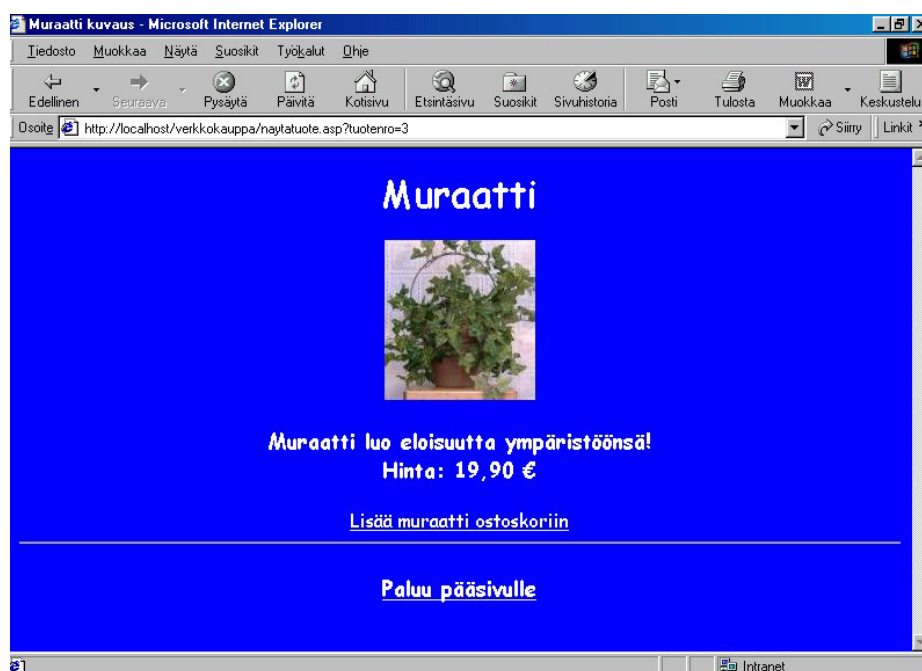 Muraatti kuvaus - Microsoft Internet Explorer
Tiedosto Muokkaa Näytä Suosikit Työkalut Ohje
Edellinen Seuraava Pysäytä Päivitä Kotisivu Etsintäsivu Suosikit Sivuhistoria Posti Tulosta Muokkaa Keskustelu
Osoite http://localhost/verkkokauppa/naytatuote.asp?tuotenro=3 Siirry Linkit
Muraatti
Muraatti luo eloisuutta ympäristöönsä!
Hinta: 19,90 €
Lisää muraatti ostoskoriin
Paluu pääsivulle
Intranet